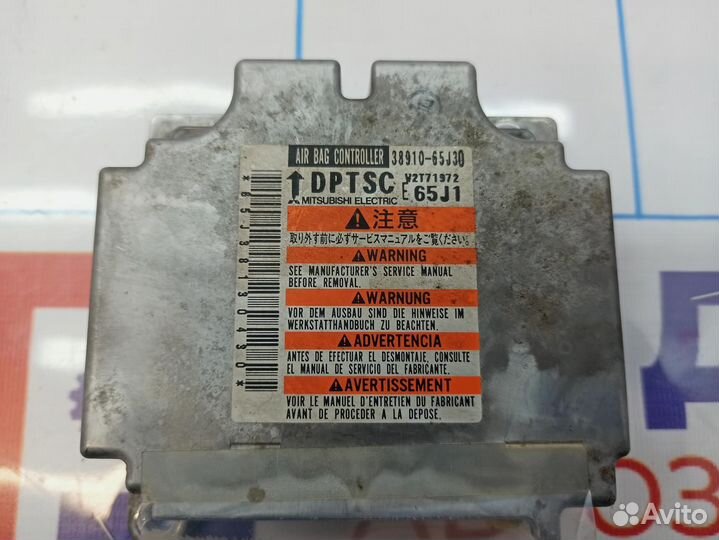 AIR BAG CONTROLLER 38910-65J30
DPTSC W2T71972
MITSUBISHI ELECTRIC E 65J1
注意
取り外す前に必ずサービスマニュアルをご覧ください。
WARNING
SEE MANUFACTURER'S SERVICE MANUAL
BEFORE REMOVAL.
WARNUNG
VOR DEM AUSBAU SIND DIE HINWEISE IM
WERKSTATTHANDBUCH ZU BEACHTEN.
ADVERTENCIA
ANTES DE EFECTUAR EL DESMONTAJE, CONSULTE
EL MANUAL DE SERVICIO DEL FABRICANTE.
AVERTISSEMENT
VOIR LE MANUEL D'ENTRETIEN DU FABRICANT
AVANT DE PROCEDER A LA DEPOSE.
*65J38130430*
Avito